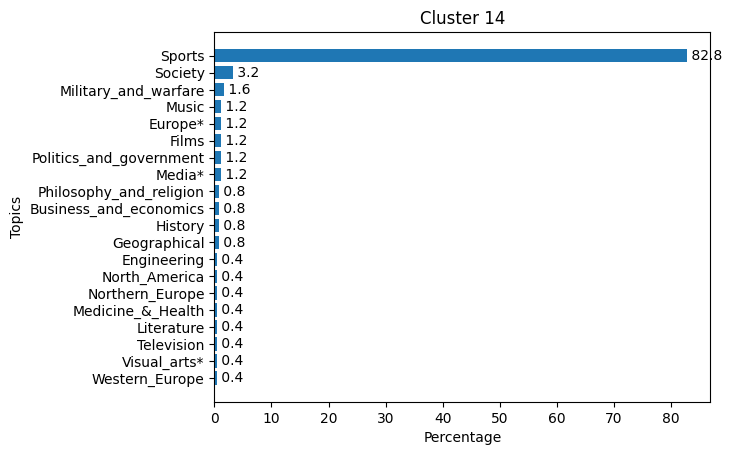 Cluster 14
Topics
Sports 82.8
Society 3.2
Military_and_warfare 1.6
Music 1.2
Europe* 1.2
Films 1.2
Politics_and_government 1.2
Media* 1.2
Philosophy_and_religion 0.8
Business_and_economics 0.8
History 0.8
Geographical 0.8
Engineering 0.4
North_America 0.4
Northern_Europe 0.4
Medicine_&_Health 0.4
Literature 0.4
Television 0.4
Visual_arts* 0.4
Western_Europe 0.4
0 10 20 30 40 50 60 70 80
Percentage